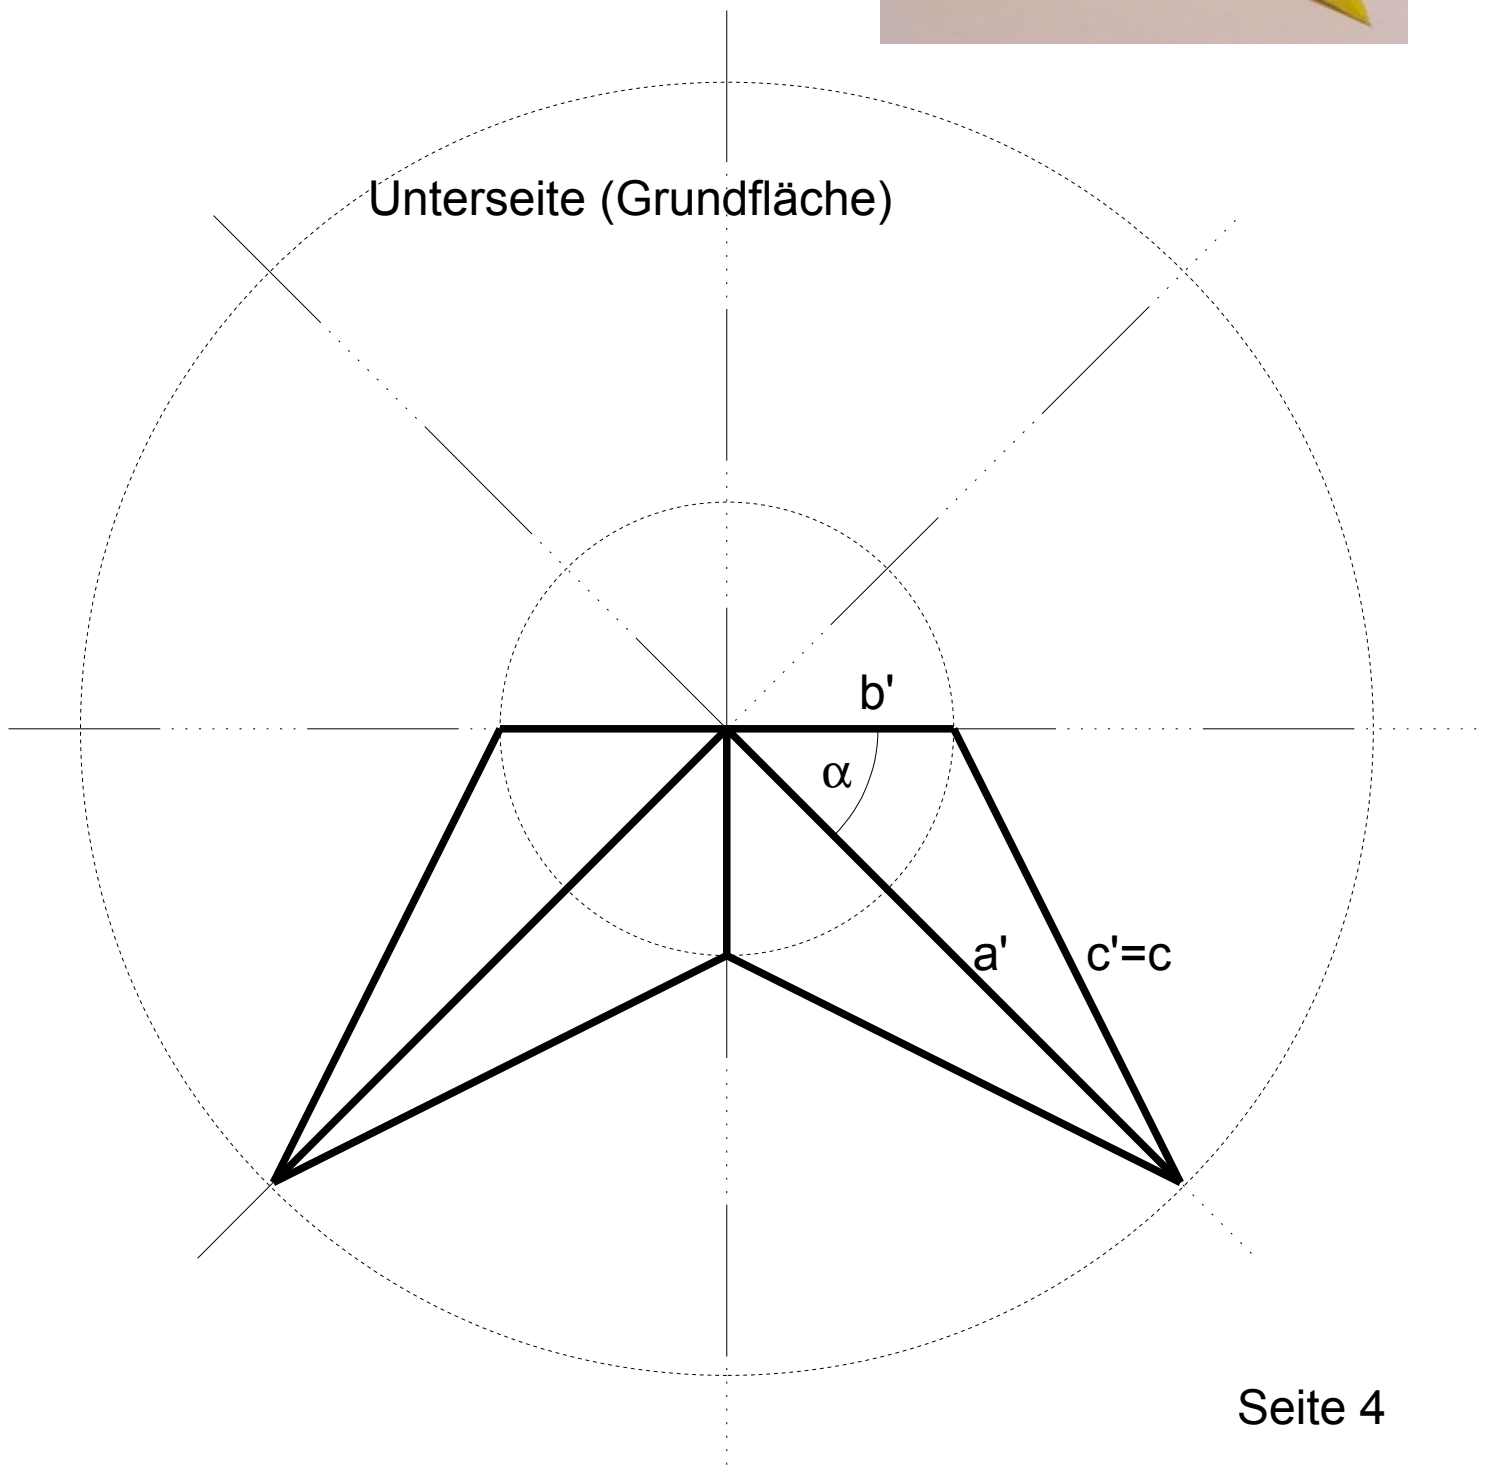 Unterseite (Grundfläche)
b'
α
a'
c'=c
Seite 4